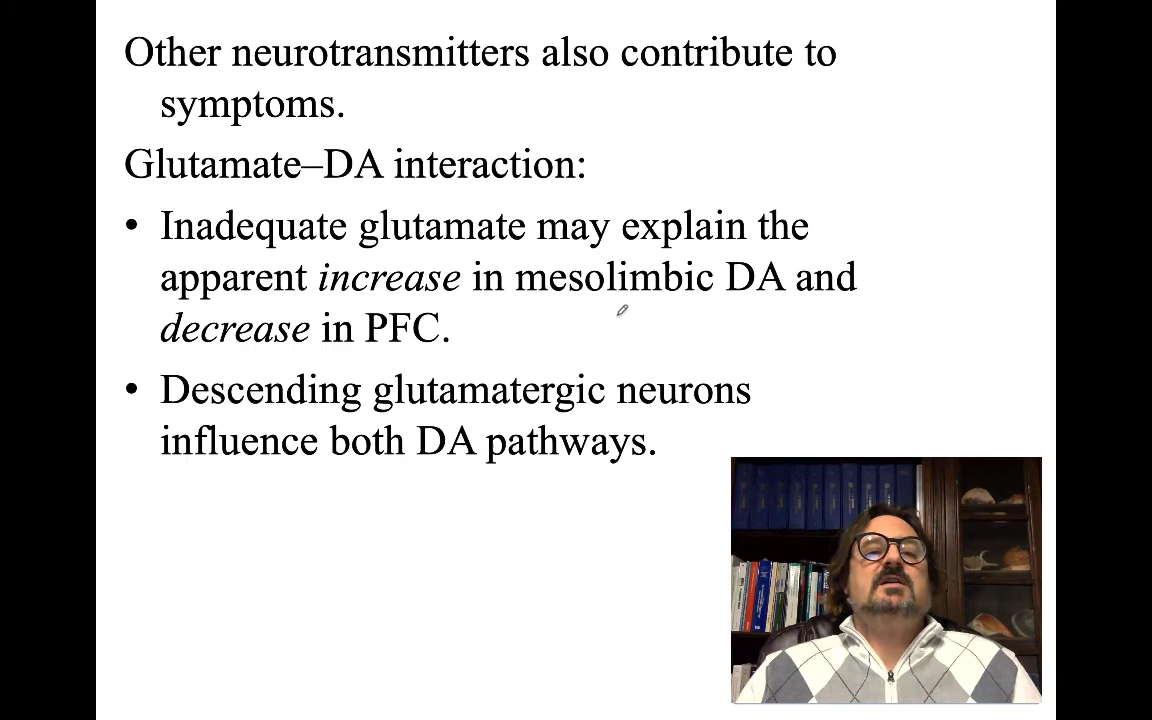 Other neurotransmitters also contribute to
symptoms.
Glutamate–DA interaction:
• Inadequate glutamate may explain the
apparent increase in mesolimbic DA and
decrease in PFC.
• Descending glutamatergic neurons
influence both DA pathways.